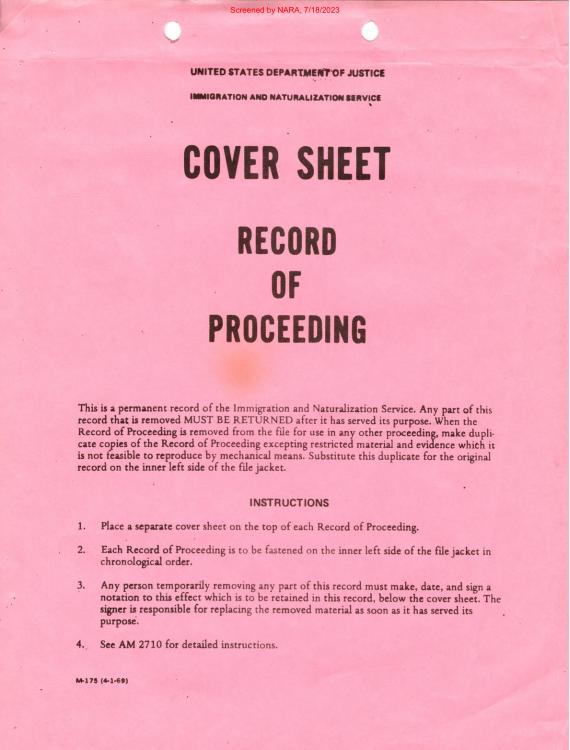 Screened by NARA, 7/18/2023
UNITED STATES DEPARTMENT OF JUSTICE
IMMIGRATION AND NATURALIZATION SERVICE
COVER SHEET
RECORD
OF
PROCEEDING
This is a permanent record of the Immigration and Naturalization Service. Any part of this
record that is removed MUST BE RETURNED after it has served its purpose. When the
Record of Proceeding is removed from the file for use in any other proceeding, make dupli-
cate copies of the Record of Proceeding excepting restricted material and evidence which it
is not feasible to reproduce by mechanical means. Substitute this duplicate for the original
record on the inner left side of the file jacket.
INSTRUCTIONS
1. Place a separate cover sheet on the top of each Record of Proceeding.
2. Each Record of Proceeding is to be fastened on the inner left side of the file jacket in
chronological order.
3. Any person temporarily removing any part of this record must make, date, and sign a
notation to this effect which is to be retained in this record, below the cover sheet. The
signer is responsible for replacing the removed material as soon as it has served its
purpose.
4. See AM 2710 for detailed instructions.
M-175 (4-1-69)